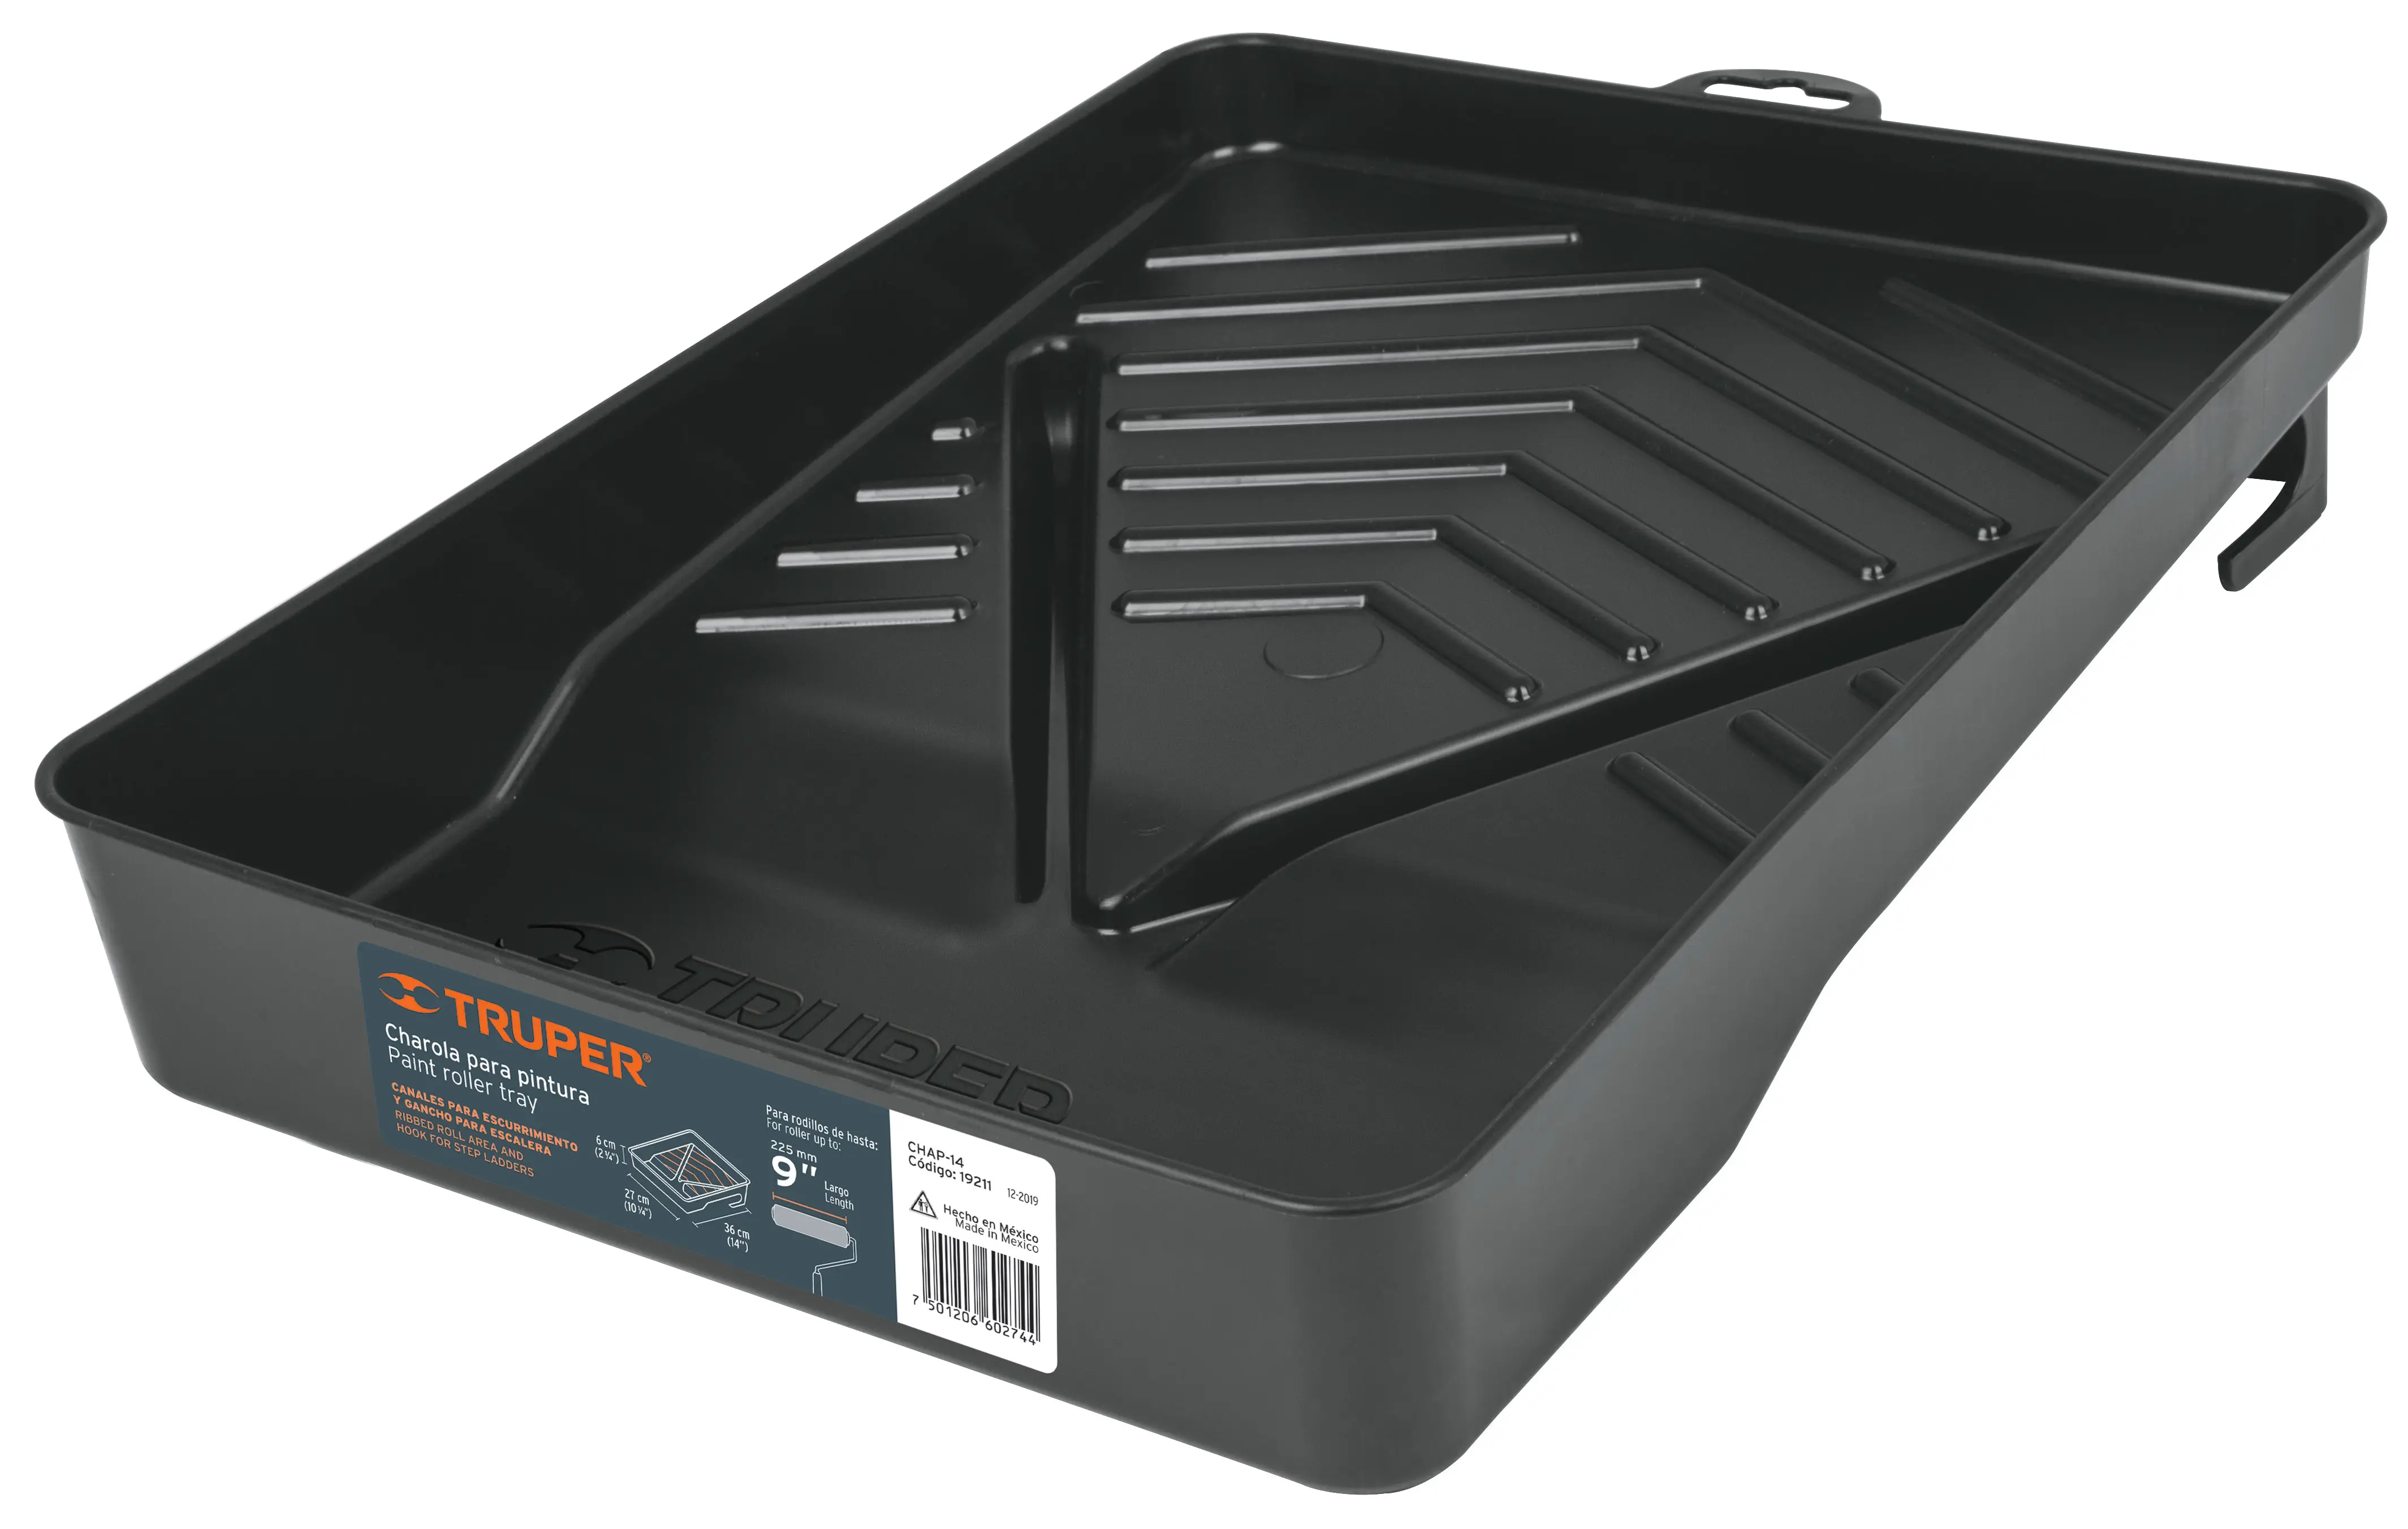 TRUPER
TRUPER®
Charola para pintura
Paint roller tray
CANALES PARA ESCURRIMIENTO
Y GANCHO PARA ESCALERA
RIBBED ROLL AREA AND
HOOK FOR STEP LADDERS
6 cm
(2 ¼")
27 cm
(10 ¼")
36 cm
(14")
Para rodillos de hasta:
For roller up to:
225 mm
9"
Largo
Length
CHAP-14
Código: 19211
12-2019
Hecho en México
Made in Mexico
7 501206 602744